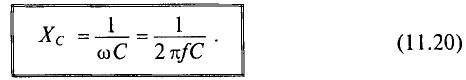 X_C = 1/ωC = 1/2πfC . (11.20)